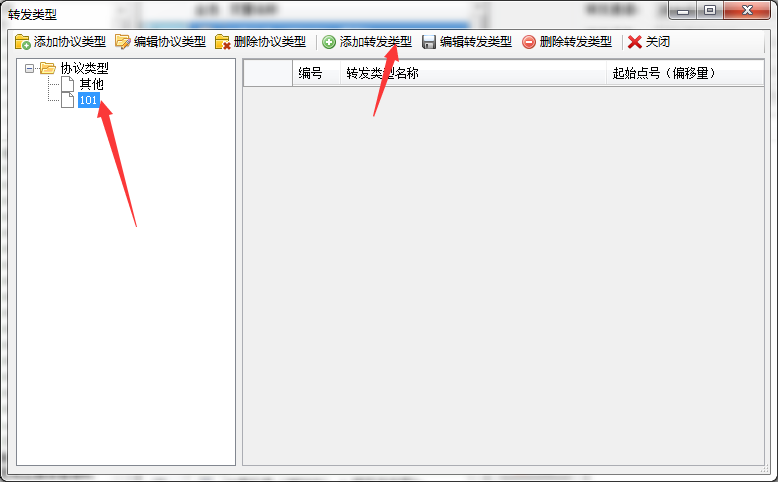 转发类型
添加协议类型 编辑协议类型 删除协议类型 添加转发类型 编辑转发类型 删除转发类型 关闭
协议类型
其他
101
编号 转发类型名称 起始点号（偏移量）